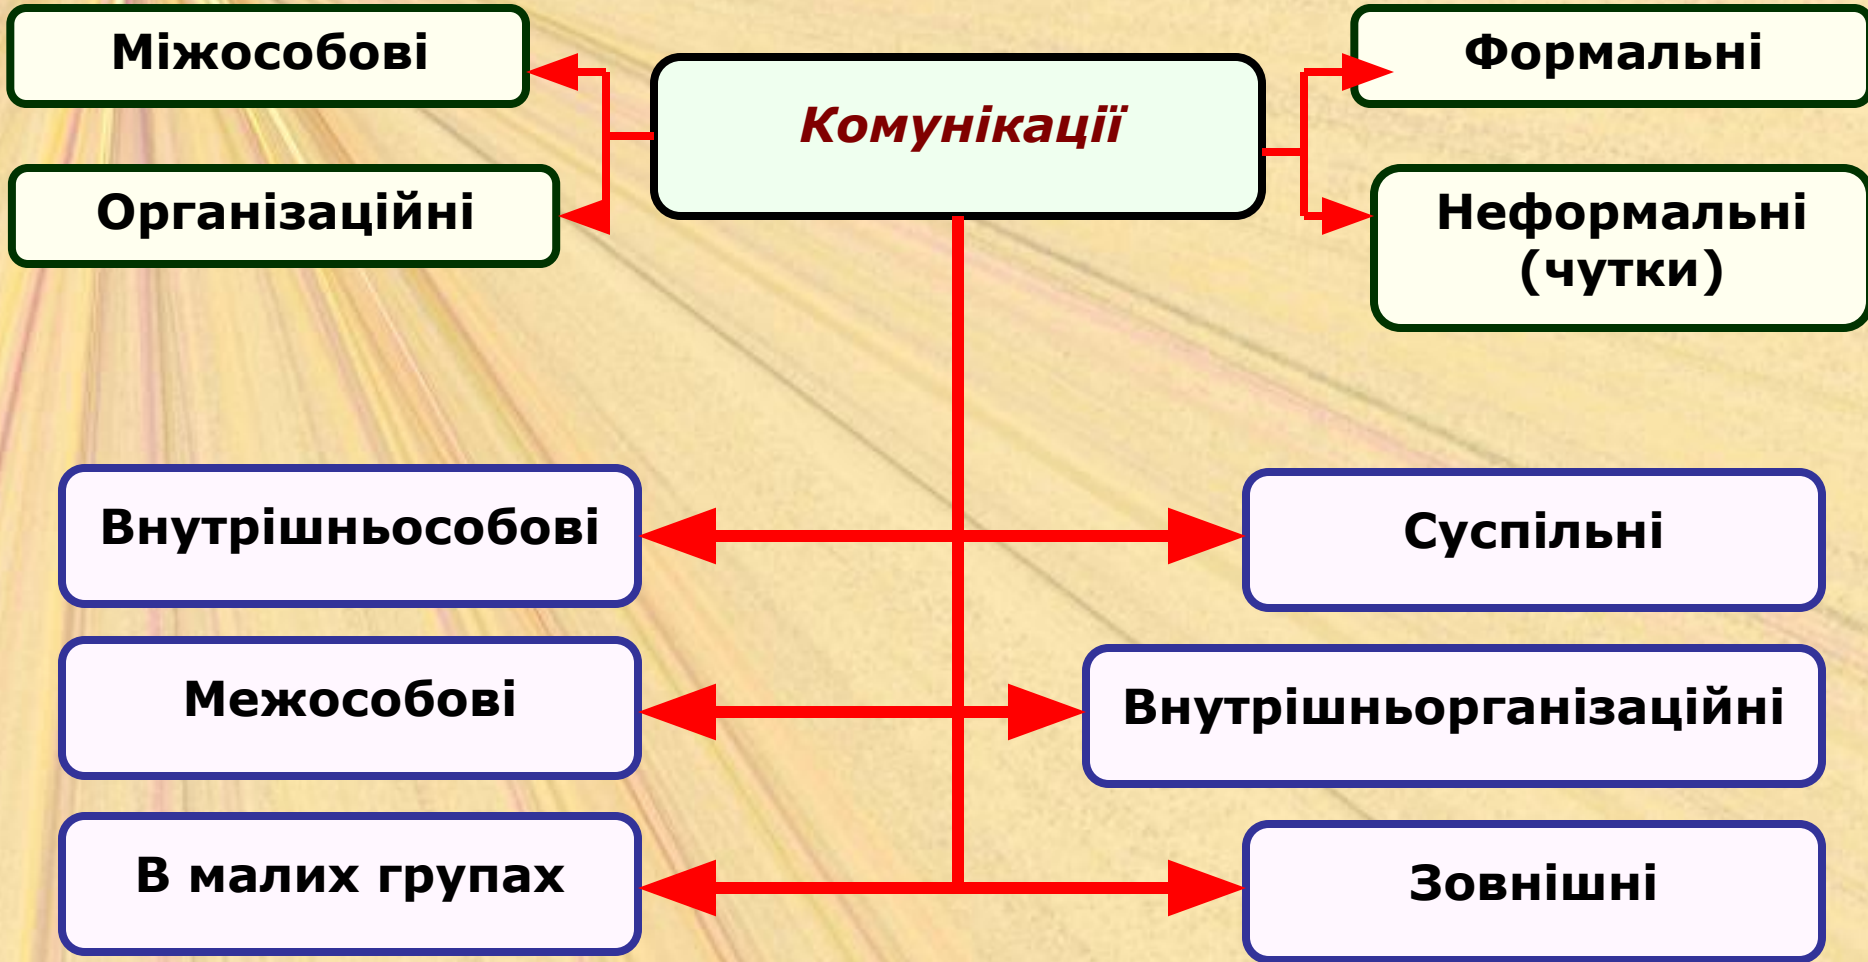 Міжособові
Формальні
Комунікації
Організаційні
Неформальні
(чутки)
Внутрішньособові
Суспільні
Межособові
Внутрішньорганізаційні
В малих групах
Зовнішні